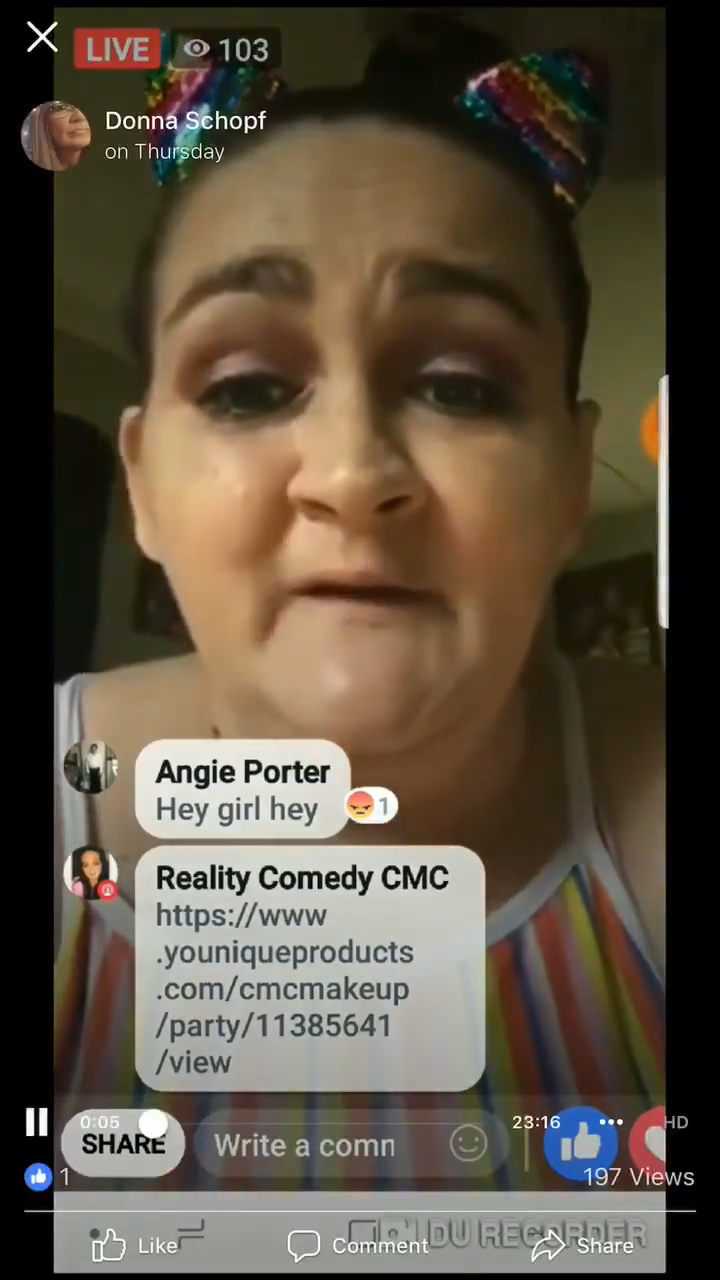 LIVE 103
Donna Schopf
on Thursday
Angie Porter
Hey girl hey
1
Reality Comedy CMC
https://www
.youniqueproducts
.com/cmcmakeup
/party/11385641
/view
0:05
23:16
HD
SHARE
Write a comn
1
197 Views
DU RECORDER
Like
Comment
Share